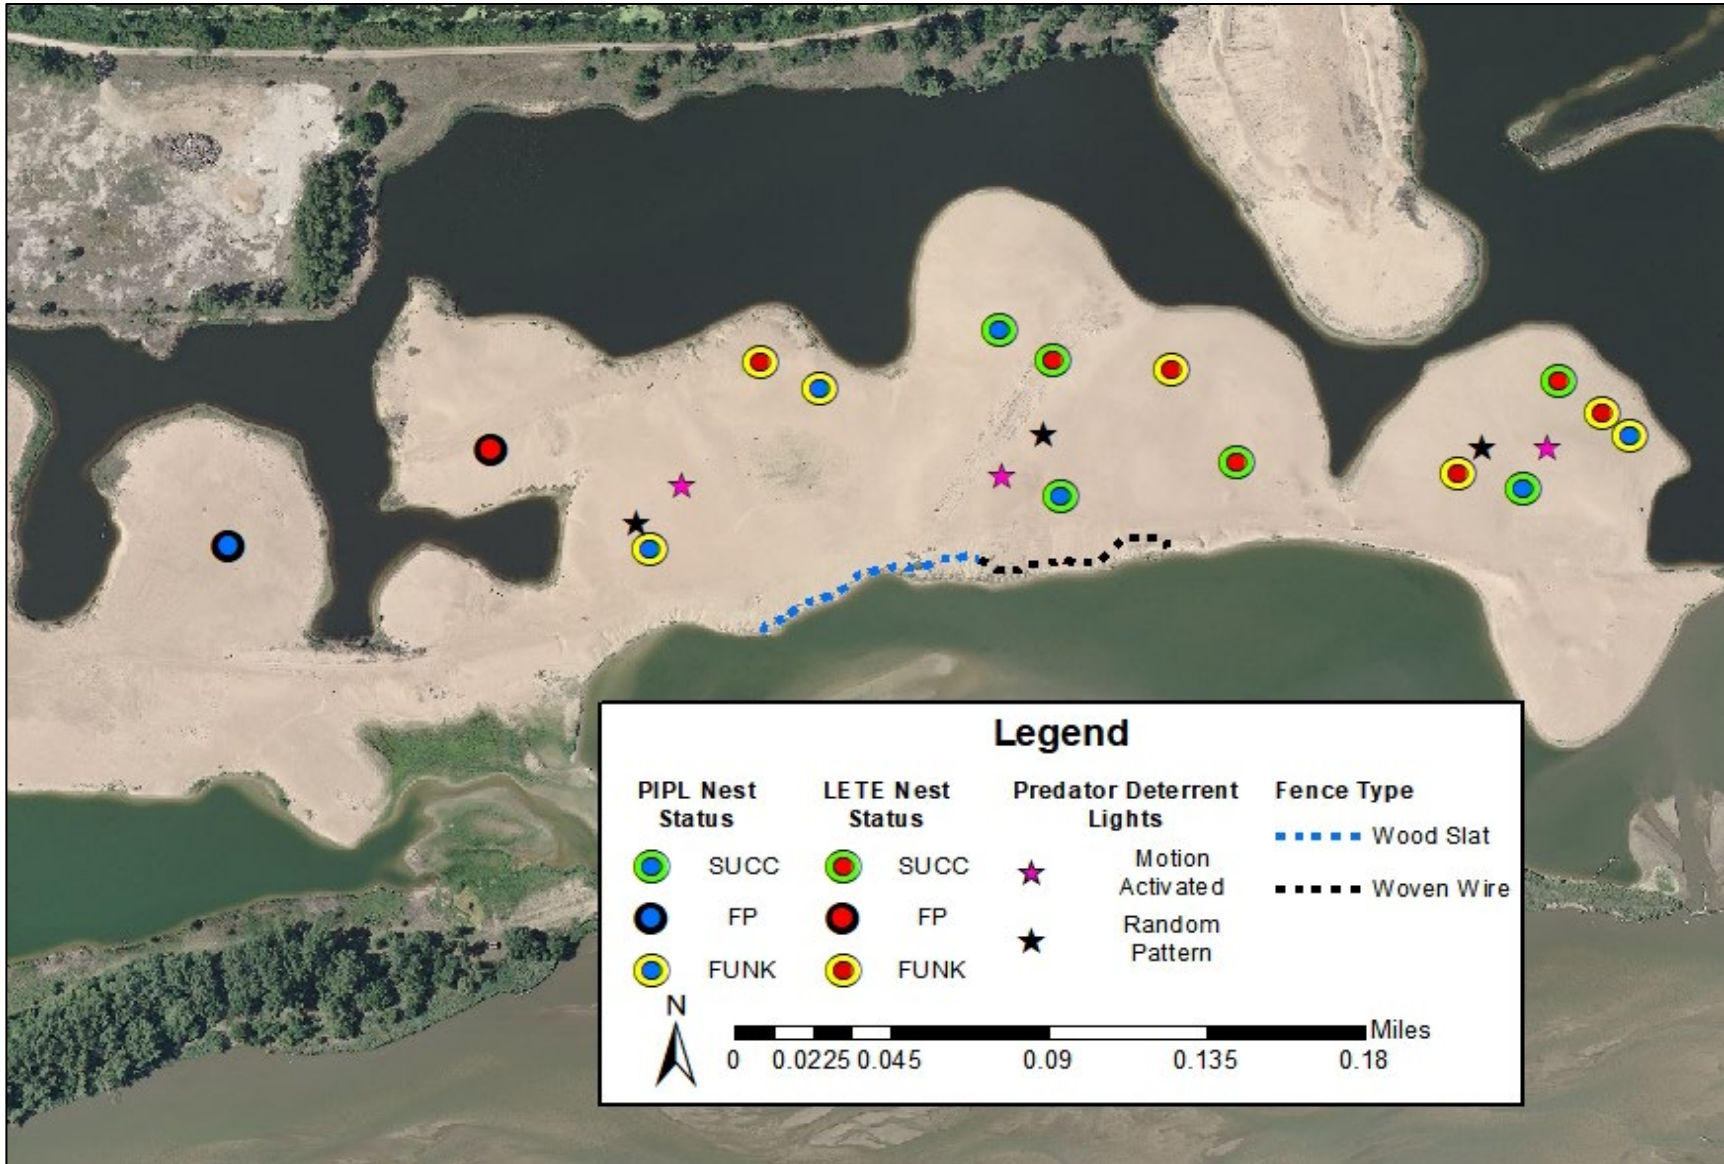 Legend
PIPL Nest
Status
SUCC
FP
FUNK
LETE Nest
Status
SUCC
FP
FUNK
Predator Deterrent
Lights
Motion
Activated
Random
Pattern
Fence Type
Wood Slat
Woven Wire
N
Miles
0 0.0225 0.045 0.09 0.135 0.18